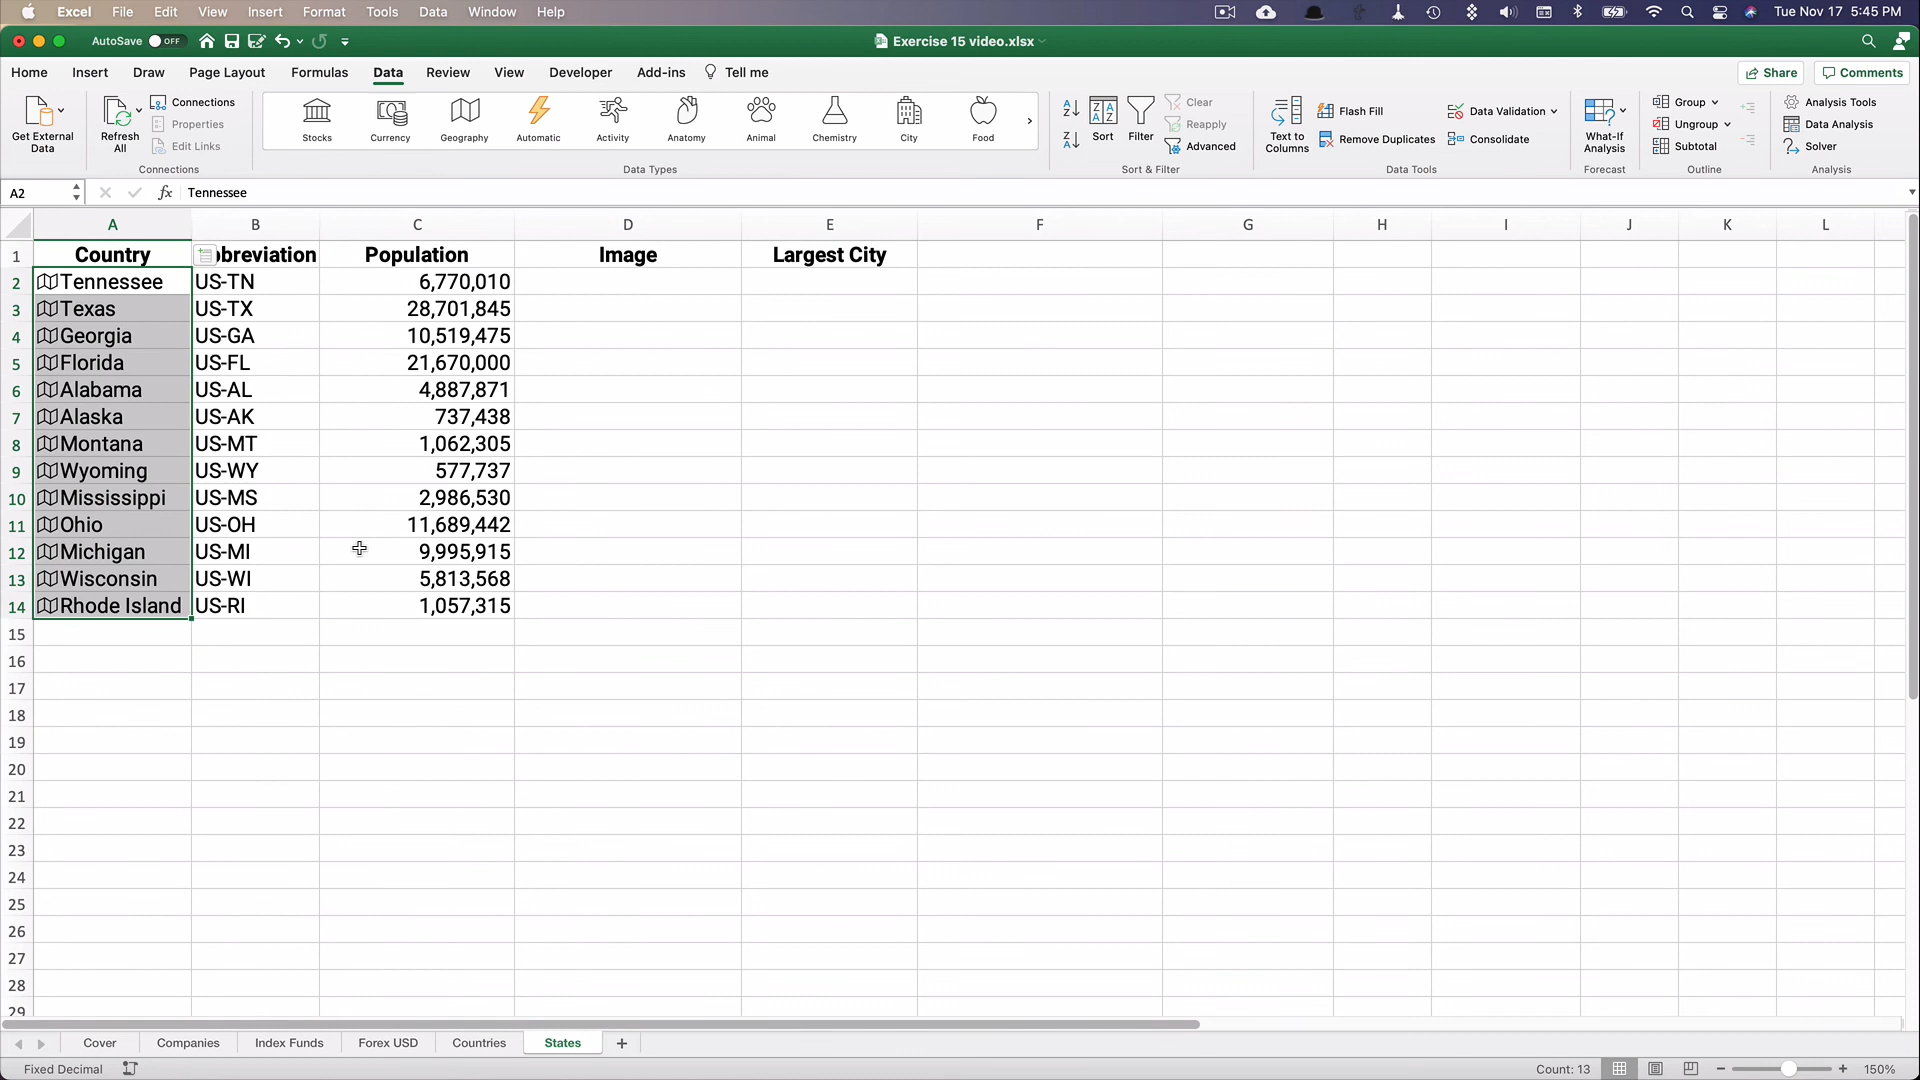 Excel File Edit View Insert Format Tools Data Window Help Tue Nov 17 5:45 PM
AutoSave OFF Exercise 15 video.xlsx
Home Insert Draw Page Layout Formulas Data Review View Developer Add-ins Tell me Share Comments
Get External Data
Refresh All
Connections
Properties
Edit Links
Connections
Stocks Currency Geography Automatic Activity Anatomy Animal Chemistry City Food
Data Types
Sort Filter
Clear
Reapply
Advanced
Sort & Filter
Text to Columns
Flash Fill
Remove Duplicates
Data Validation
Consolidate
Data Tools
What-If Analysis
Forecast
Group
Ungroup
Subtotal
Outline
Analysis Tools
Data Analysis
Solver
Analysis
A2 fx Tennessee
A B C D E F G H I J K L
1 Country bbreviation Population Image Largest City
2 Tennessee US-TN 6,770,010
3 Texas US-TX 28,701,845
4 Georgia US-GA 10,519,475
5 Florida US-FL 21,670,000
6 Alabama US-AL 4,887,871
7 Alaska US-AK 737,438
8 Montana US-MT 1,062,305
9 Wyoming US-WY 577,737
10 Mississippi US-MS 2,986,530
11 Ohio US-OH 11,689,442
12 Michigan US-MI 9,995,915
13 Wisconsin US-WI 5,813,568
14 Rhode Island US-RI 1,057,315
15
16
17
18
19
20
21
22
23
24
25
26
27
28
29
Cover Companies Index Funds Forex USD Countries States
Fixed Decimal Count: 13 150%